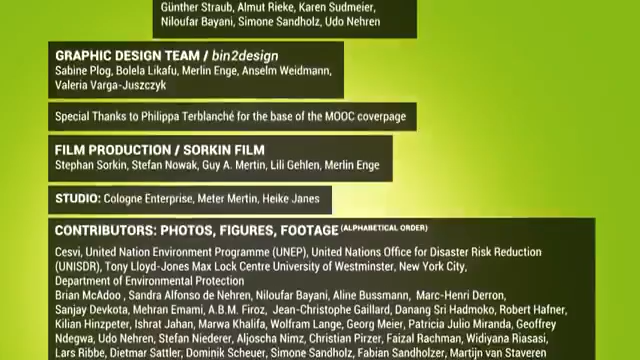 Günther Straub, Almut Rieke, Karen Sudmeier,
Niloufar Bayani, Simone Sandholz, Udo Nehren
GRAPHIC DESIGN TEAM / bin2design
Sabine Plog, Bolela Likafu, Merlin Enge, Anselm Weidmann,
Valeria Varga-Juszczyk
Special Thanks to Philippa Terblanché for the base of the MOOC coverpage
FILM PRODUCTION / SORKIN FILM
Stephan Sorkin, Stefan Nowak, Guy A. Mertin, Lili Gehlen, Merlin Enge
STUDIO: Cologne Enterprise, Meter Mertin, Heike Janes
CONTRIBUTORS: PHOTOS, FIGURES, FOOTAGE (ALPHABETICAL ORDER)
Cesvi, United Nation Environment Programme (UNEP), United Nations Office for Disaster Risk Reduction
(UNISDR), Tony Lloyd-Jones Max Lock Centre University of Westminster, New York City,
Department of Environmental Protection
Brian McAdoo , Sandra Alfonso de Nehren, Niloufar Bayani, Aline Bussmann, Marc-Henri Derron,
Sanjay Devkota, Mehran Emami, A.B.M. Firoz, Jean-Christophe Gaillard, Danang Sri Hadmoko, Robert Hafner,
Kilian Hinzpeter, Ishrat Jahan, Marwa Khalifa, Wolfram Lange, Georg Meier, Patricia Julio Miranda, Geoffrey
Ndegwa, Udo Nehren, Stefan Niederer, Aljoscha Nimz, Christian Pirzer, Faizal Rachman, Widiyana Riasasi,
Lars Ribbe, Dietmar Sattler, Dominik Scheuer, Simone Sandholz, Fabian Sandholzer, Martijn van Staveren